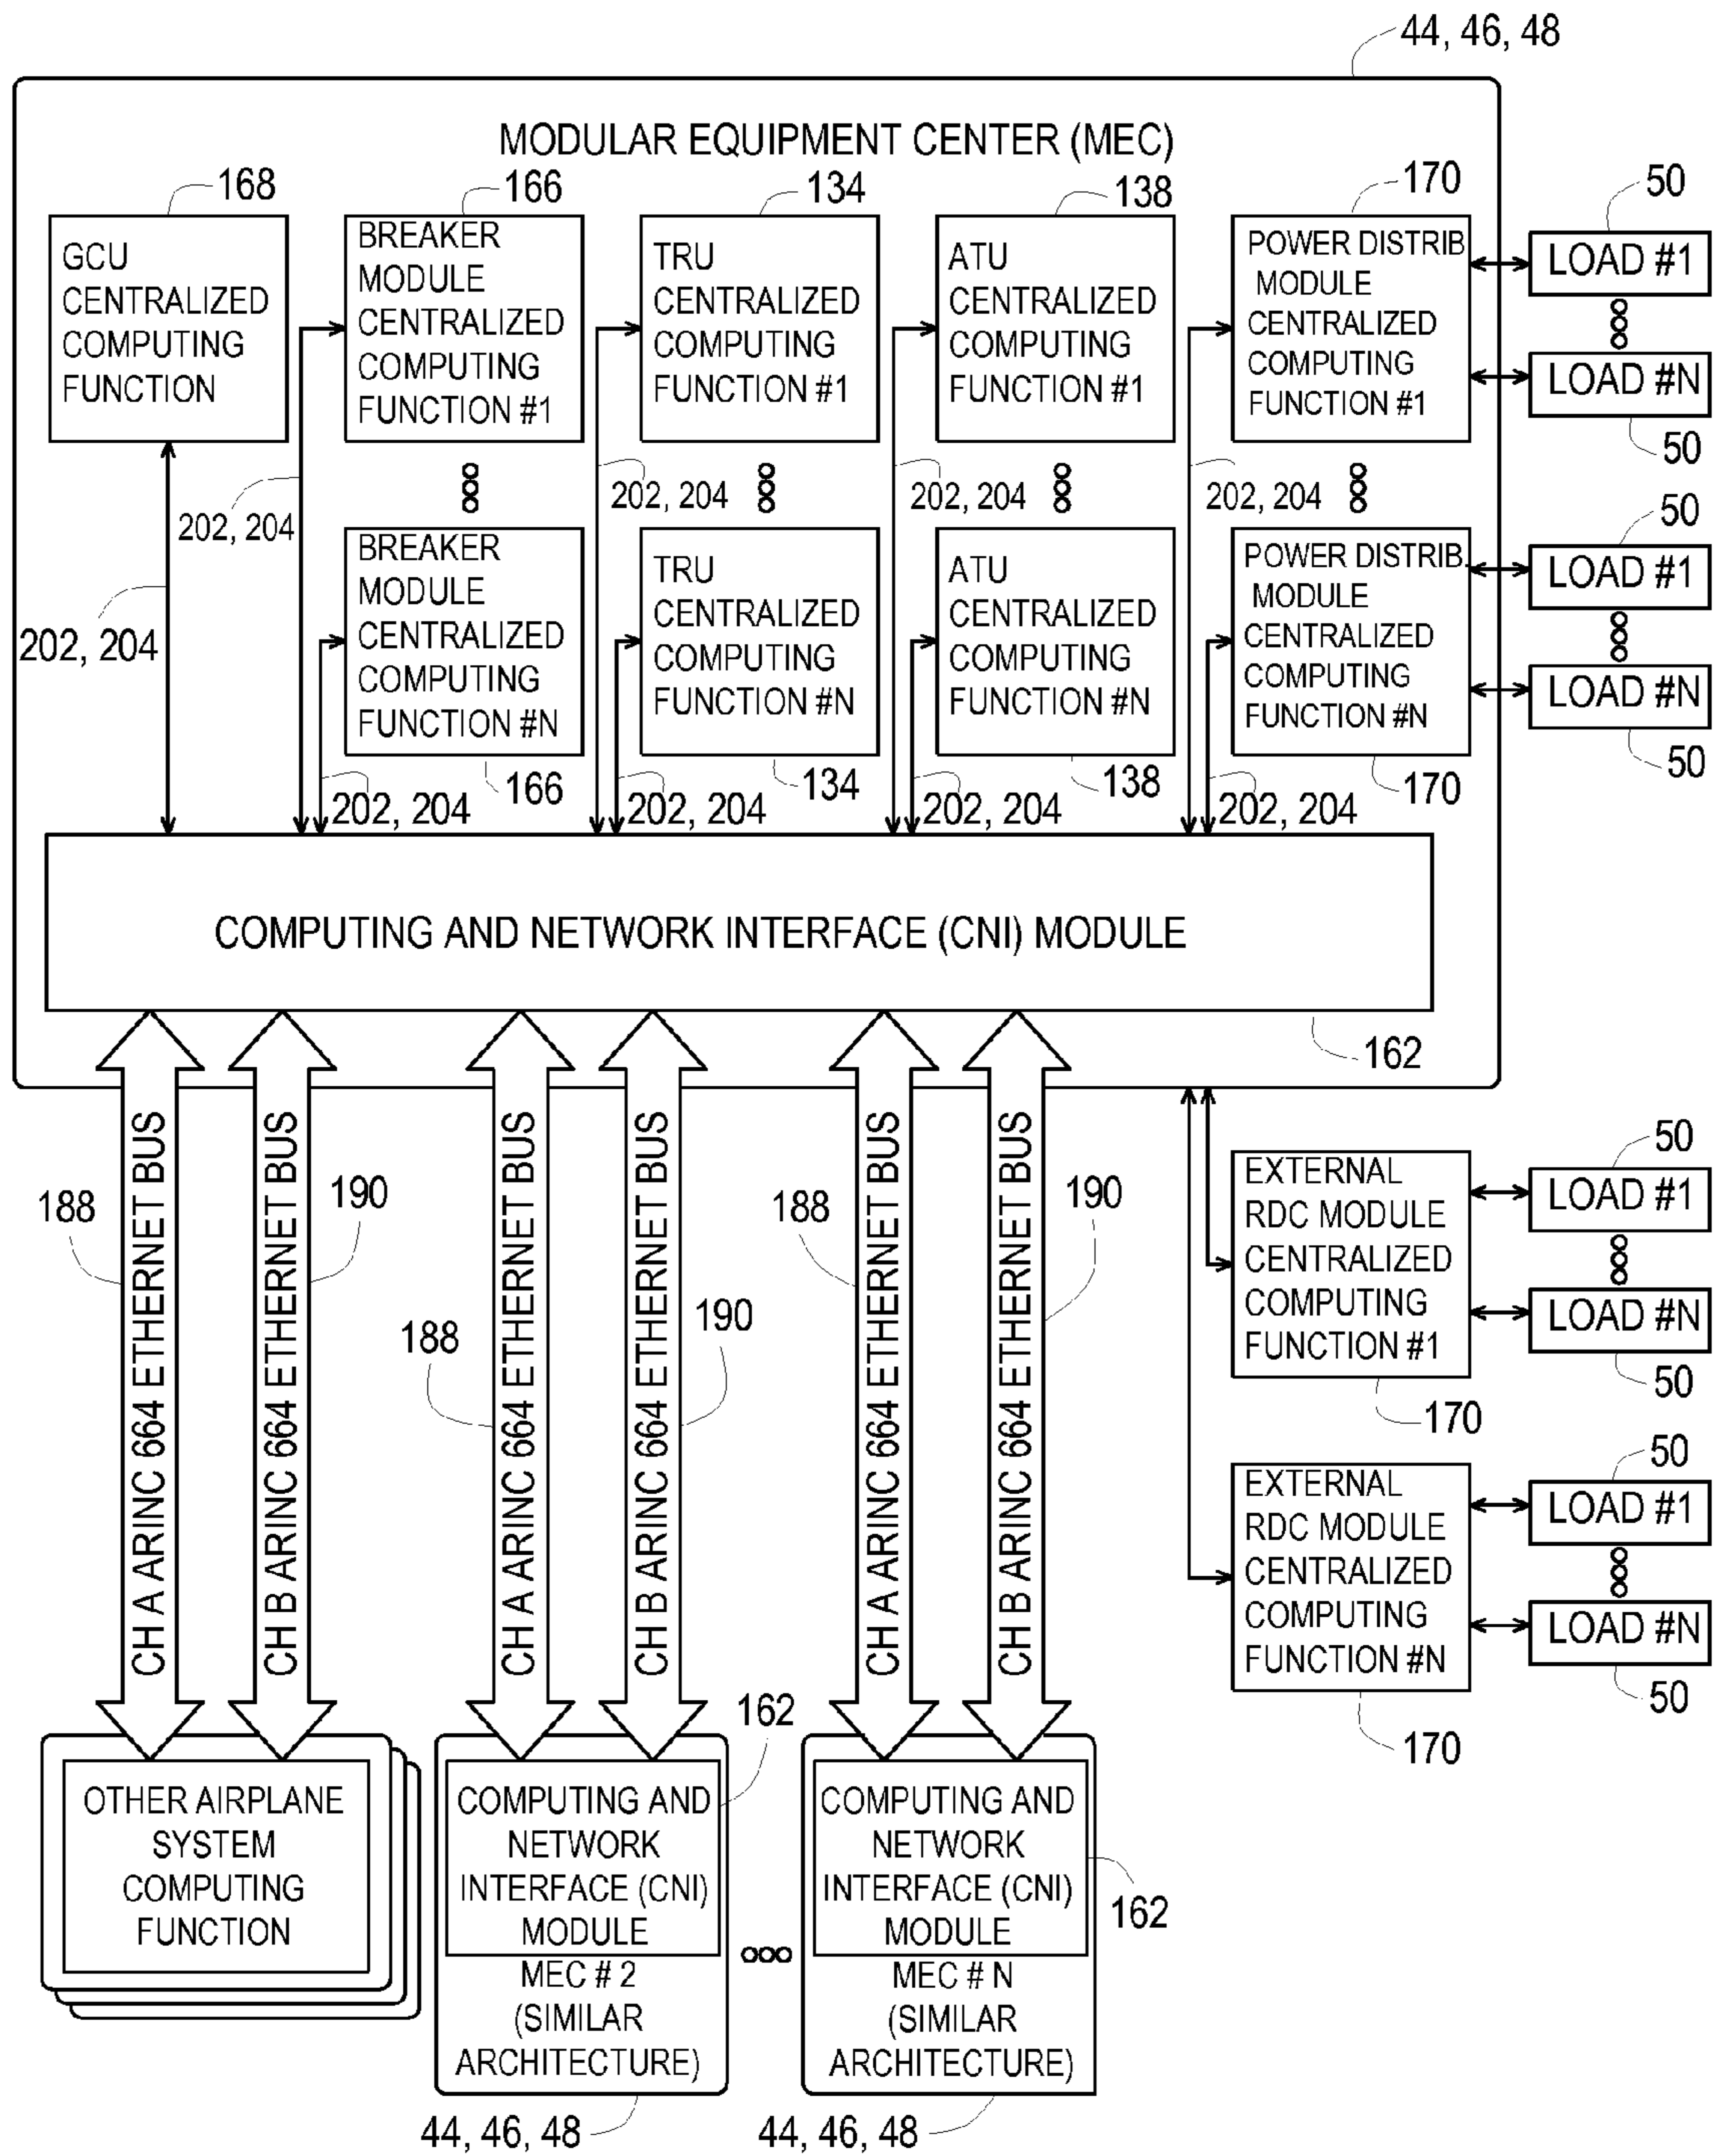 44, 46, 48
MODULAR EQUIPMENT CENTER (MEC)
168
166
134
138
170
50
GCU
CENTRALIZED
COMPUTING
FUNCTION
BREAKER
MODULE
CENTRALIZED
COMPUTING
FUNCTION #1
TRU
CENTRALIZED
COMPUTING
FUNCTION #1
ATU
CENTRALIZED
COMPUTING
FUNCTION #1
POWER DISTRIB
MODULE
CENTRALIZED
COMPUTING
FUNCTION #1
LOAD #1
LOAD #N
50
202, 204
202, 204
202, 204
202, 204
202, 204
50
BREAKER
MODULE
CENTRALIZED
COMPUTING
FUNCTION #N
TRU
CENTRALIZED
COMPUTING
FUNCTION #N
ATU
CENTRALIZED
COMPUTING
FUNCTION #N
POWER DISTRIB.
MODULE
CENTRALIZED
COMPUTING
FUNCTION #N
LOAD #1
LOAD #N
50
166
134
138
170
202, 204
202, 204
202, 204
202, 204
COMPUTING AND NETWORK INTERFACE (CNI) MODULE
162
CH A ARINC 664 ETHERNET BUS
CH B ARINC 664 ETHERNET BUS
CH A ARINC 664 ETHERNET BUS
CH B ARINC 664 ETHERNET BUS
CH A ARINC 664 ETHERNET BUS
CH B ARINC 664 ETHERNET BUS
188
190
188
190
188
190
50
EXTERNAL
RDC MODULE
CENTRALIZED
COMPUTING
FUNCTION #1
LOAD #1
LOAD #N
50
170
50
EXTERNAL
RDC MODULE
CENTRALIZED
COMPUTING
FUNCTION #N
LOAD #1
LOAD #N
50
170
162
OTHER AIRPLANE
SYSTEM
COMPUTING
FUNCTION
COMPUTING AND
NETWORK
INTERFACE (CNI)
MODULE
MEC # 2
(SIMILAR
ARCHITECTURE)
COMPUTING AND
NETWORK
INTERFACE (CNI)
MODULE
MEC # N
(SIMILAR
ARCHITECTURE)
162
44, 46, 48
44, 46, 48